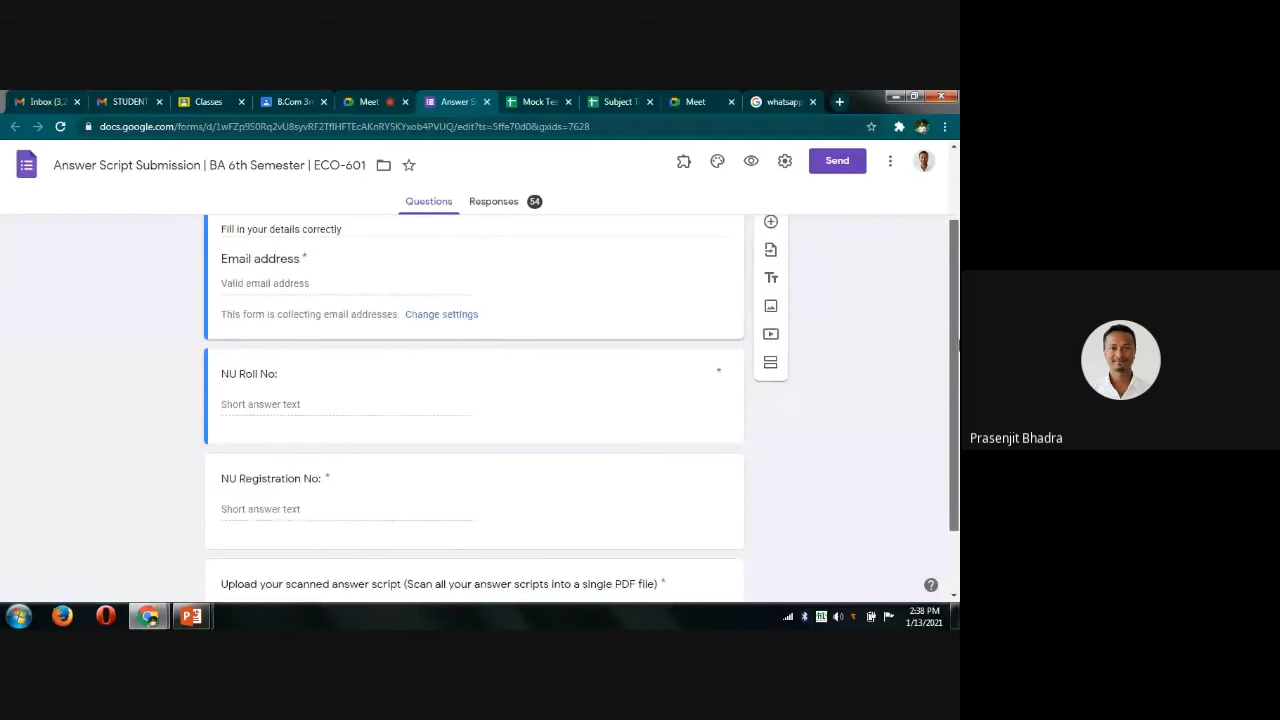 Inbox (3,2
STUDENT
Classes
B.Com 3r
Meet
Answer S
Mock Tes
Subject T
Meet
whatsapp
docs.google.com/forms/d/1wFZp9S0Rq2vU8syvRF2TflHFTEcAKnRY5KYxob4PVUQ/edit?ts=5ffe70d0&gxids=7628
Answer Script Submission | BA 6th Semester | ECO-601
Send
Questions
Responses 54
Fill in your details correctly
Email address *
Valid email address
This form is collecting email addresses. Change settings
NU Roll No: *
Short answer text
NU Registration No: *
Short answer text
Upload your scanned answer script (Scan all your answer scripts into a single PDF file) *
Prasenjit Bhadra
2:38 PM
1/13/2021